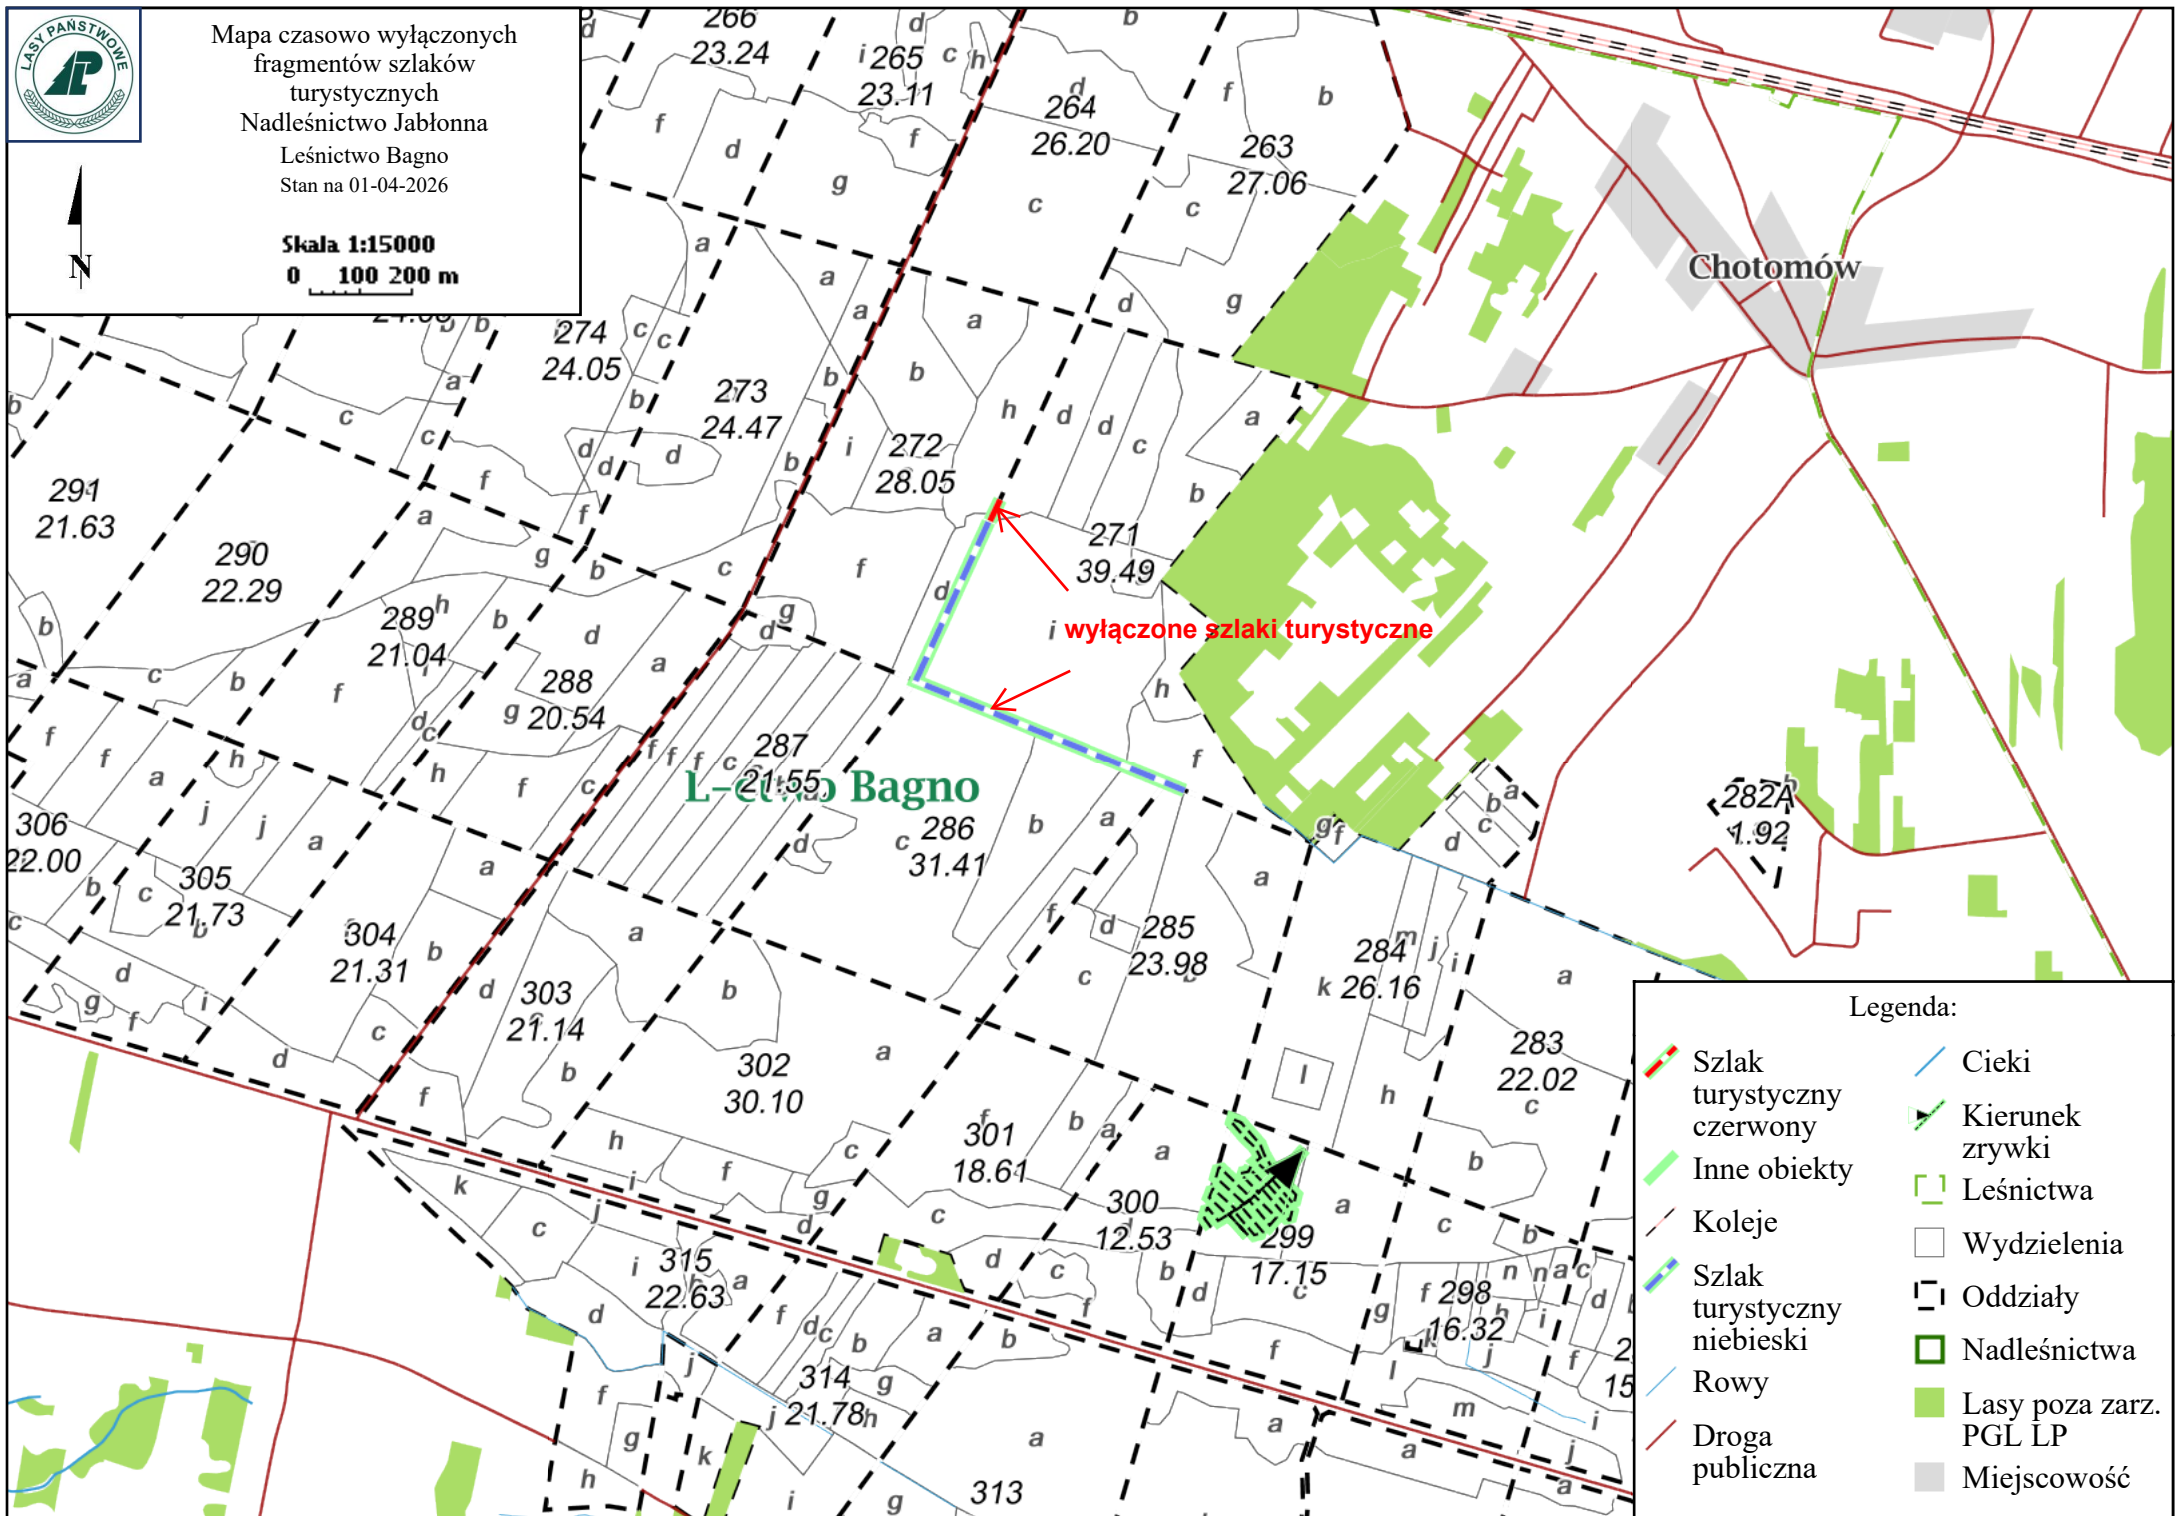 LASY PAŃSTWOWE
Mapa czasowo wyłączonych
fragmentów szlaków
turystycznych
Nadleśnictwo Jabłonna
Leśnictwo Bagno
Stan na 01-04-2026
N
Skala 1:15000
0 100 200 m
266
23.24
265
23.11
264
26.20
263
27.06
Chotomów
274
24.05
273
24.47
272
28.05
271
39.49
291
21.63
290
22.29
289
21.04
288
20.54
wyłączone szlaki turystyczne
287
21.55
L-ctwo Bagno
286
31.41
282A
1.92
306
22.00
305
21.73
304
21.31
303
21.14
285
23.98
284
26.16
283
22.02
302
30.10
301
18.61
300
12.53
299
17.15
298
16.32
315
22.63
314
21.78
313
Legenda:
Szlak
turystyczny
czerwony
Inne obiekty
Koleje
Szlak
turystyczny
niebieski
Rowy
Droga
publiczna
Cieki
Kierunek
zrywki
Leśnictwa
Wydzielenia
Oddziały
Nadleśnictwa
Lasy poza zarz.
PGL LP
Miejscowość